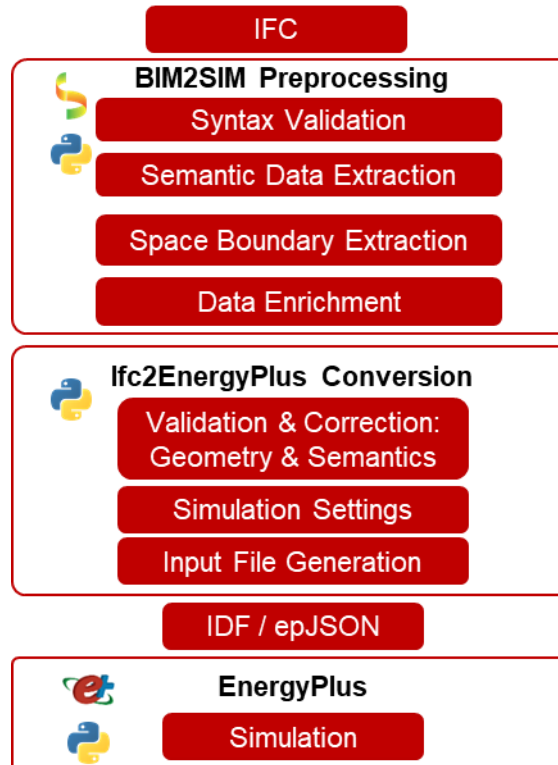 IFC
BIM2SIM Preprocessing
Syntax Validation
Semantic Data Extraction
Space Boundary Extraction
Data Enrichment
Ifc2EnergyPlus Conversion
Validation & Correction:
Geometry & Semantics
Simulation Settings
Input File Generation
IDF / epJSON
et
EnergyPlus
Simulation